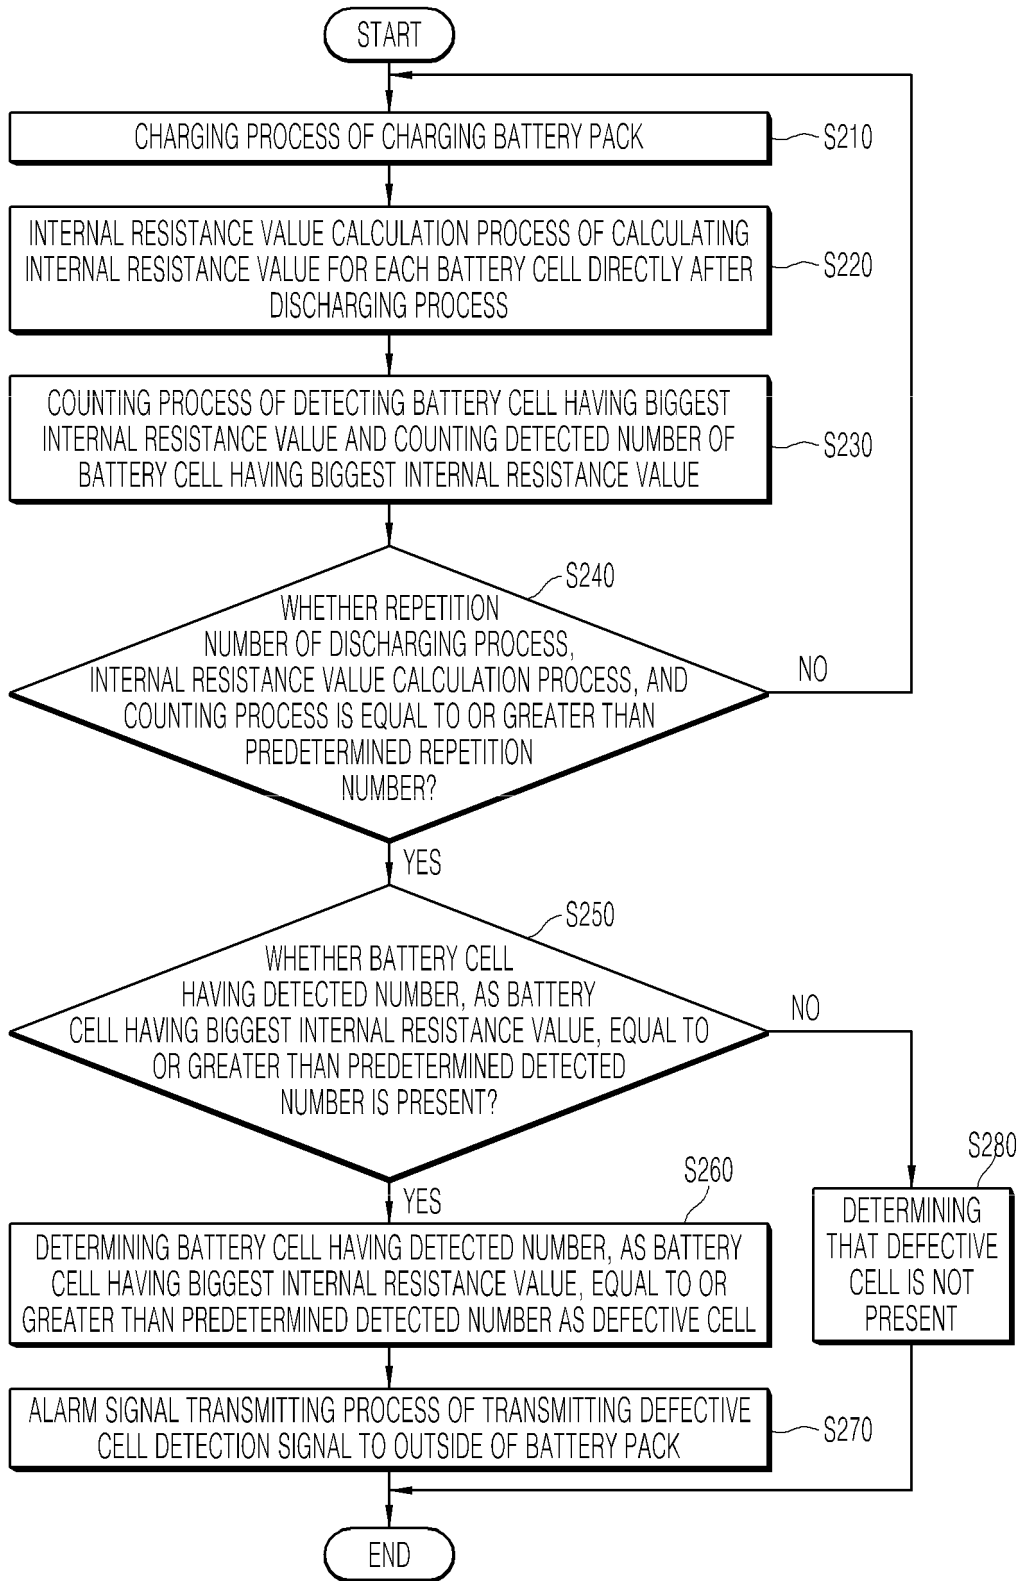 START
CHARGING PROCESS OF CHARGING BATTERY PACK
S210
INTERNAL RESISTANCE VALUE CALCULATION PROCESS OF CALCULATING
INTERNAL RESISTANCE VALUE FOR EACH BATTERY CELL DIRECTLY AFTER
DISCHARGING PROCESS
S220
COUNTING PROCESS OF DETECTING BATTERY CELL HAVING BIGGEST
INTERNAL RESISTANCE VALUE AND COUNTING DETECTED NUMBER OF
BATTERY CELL HAVING BIGGEST INTERNAL RESISTANCE VALUE
S230
S240
WHETHER REPETITION
NUMBER OF DISCHARGING PROCESS,
INTERNAL RESISTANCE VALUE CALCULATION PROCESS, AND
COUNTING PROCESS IS EQUAL TO OR GREATER THAN
PREDETERMINED REPETITION
NUMBER?
NO
YES
S250
WHETHER BATTERY CELL
HAVING DETECTED NUMBER, AS BATTERY
CELL HAVING BIGGEST INTERNAL RESISTANCE VALUE, EQUAL TO
OR GREATER THAN PREDETERMINED DETECTED
NUMBER IS PRESENT?
NO
YES
S260
DETERMINING BATTERY CELL HAVING DETECTED NUMBER, AS BATTERY
CELL HAVING BIGGEST INTERNAL RESISTANCE VALUE, EQUAL TO OR
GREATER THAN PREDETERMINED DETECTED NUMBER AS DEFECTIVE CELL
S280
DETERMINING
THAT DEFECTIVE
CELL IS NOT
PRESENT
ALARM SIGNAL TRANSMITTING PROCESS OF TRANSMITTING DEFECTIVE
CELL DETECTION SIGNAL TO OUTSIDE OF BATTERY PACK
S270
END